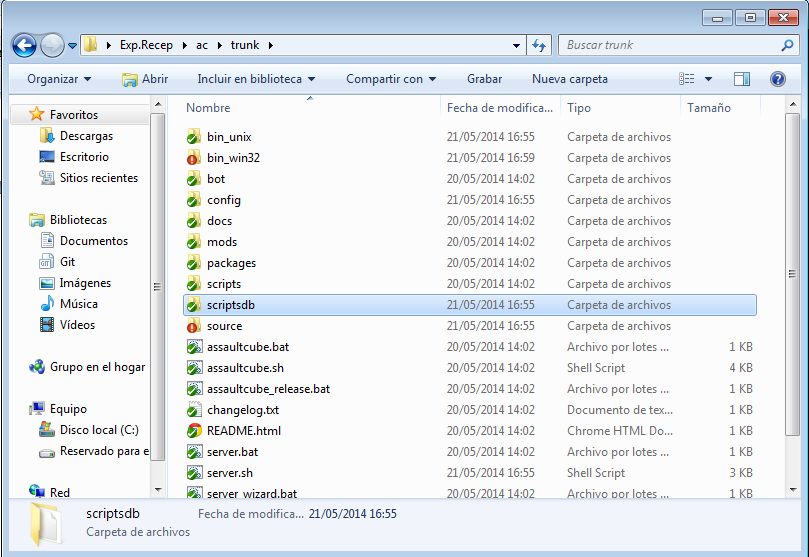 Exp.Recep ac trunk Buscar trunk
Organizar Abrir Incluir en biblioteca Compartir con Grabar Nueva carpeta
Favoritos
Descargas
Escritorio
Sitios recientes
Bibliotecas
Documentos
Git
Imágenes
Música
Vídeos
Grupo en el hogar
Equipo
Disco local (C:)
Reservado para e
Red
Nombre Fecha de modifica... Tipo Tamaño
bin_unix 21/05/2014 16:55 Carpeta de archivos
bin_win32 21/05/2014 16:59 Carpeta de archivos
bot 20/05/2014 14:02 Carpeta de archivos
config 21/05/2014 16:55 Carpeta de archivos
docs 20/05/2014 14:02 Carpeta de archivos
mods 20/05/2014 14:02 Carpeta de archivos
packages 20/05/2014 14:02 Carpeta de archivos
scripts 20/05/2014 14:02 Carpeta de archivos
scriptsdb 21/05/2014 16:55 Carpeta de archivos
source 21/05/2014 16:55 Carpeta de archivos
assaultcube.bat 20/05/2014 14:02 Archivo por lotes ... 1 KB
assaultcube.sh 20/05/2014 14:02 Shell Script 4 KB
assaultcube_release.bat 20/05/2014 14:02 Archivo por lotes ... 1 KB
changelog.txt 20/05/2014 14:02 Documento de tex... 1 KB
README.html 20/05/2014 14:02 Chrome HTML Do... 1 KB
server.bat 20/05/2014 14:02 Archivo por lotes ... 1 KB
server.sh 21/05/2014 16:55 Shell Script 3 KB
server_wizard.bat 20/05/2014 14:02 Archivo por lotes ... 1 KB
scriptsdb Fecha de modifica... 21/05/2014 16:55
Carpeta de archivos